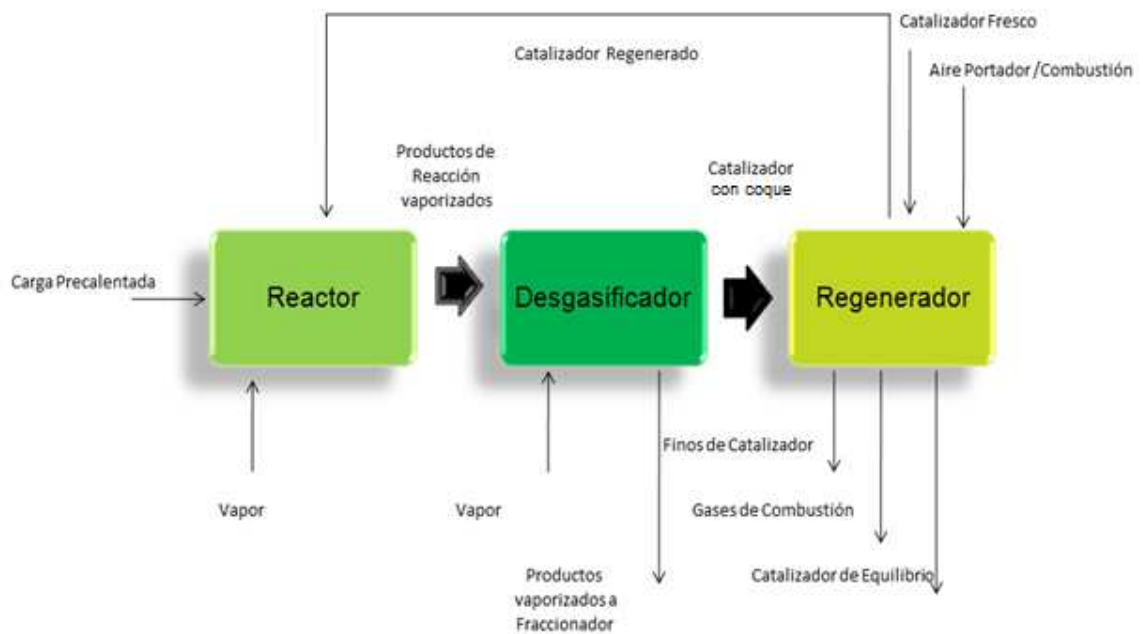 Catalizador Fresco
Catalizador Regenerado
Aire Portador /Combustión
Productos de
Reacción
vaporizados
Catalizador
con coque
Carga Precalentada
Reactor
Desgasificador
Regenerador
Finos de Catalizador
Vapor
Vapor
Gases de Combustión
Productos
vaporizados a
Fraccionador
Catalizador de Equilibrio